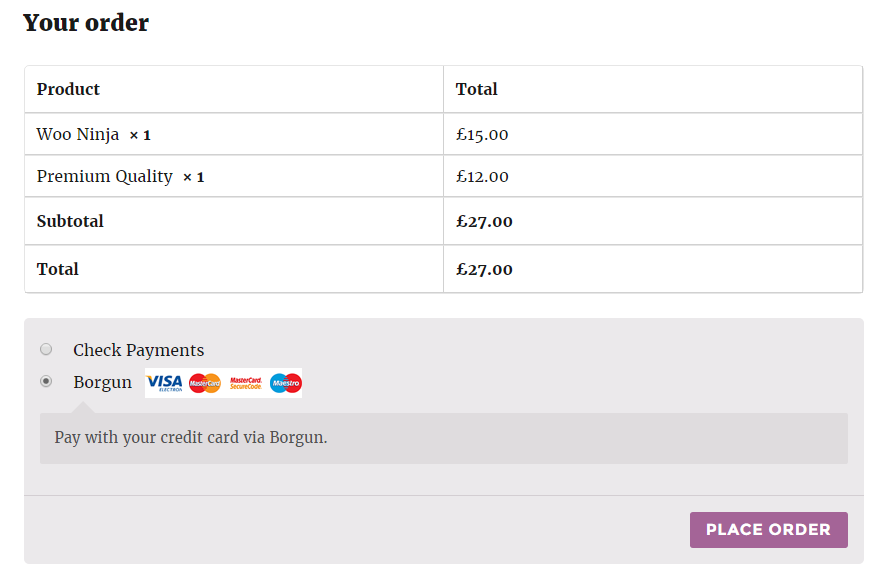 Your order
Product Total
Woo Ninja × 1 £15.00
Premium Quality × 1 £12.00
Subtotal £27.00
Total £27.00
Check Payments
Borgun VISA ELECTRON MasterCard MasterCard. SecureCode. Maestro
Pay with your credit card via Borgun.
PLACE ORDER